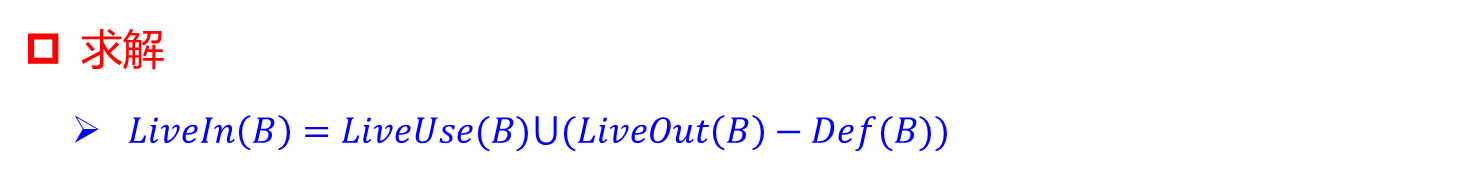 求解
LiveIn(B) = LiveUse(B)⋃(LiveOut(B) − Def(B))